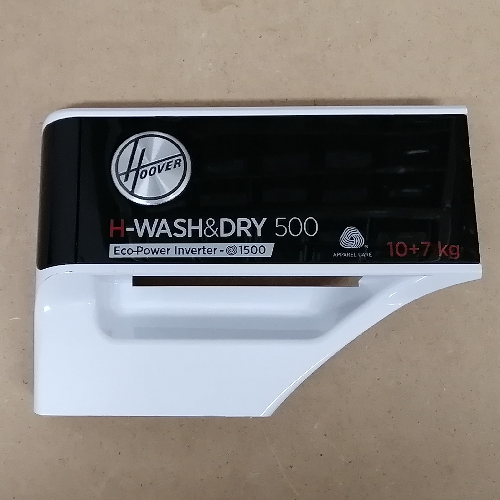 HOOVER
H-WASH&DRY 500
Eco-Power Inverter - 1500
APPAREL CARE
10+7 kg